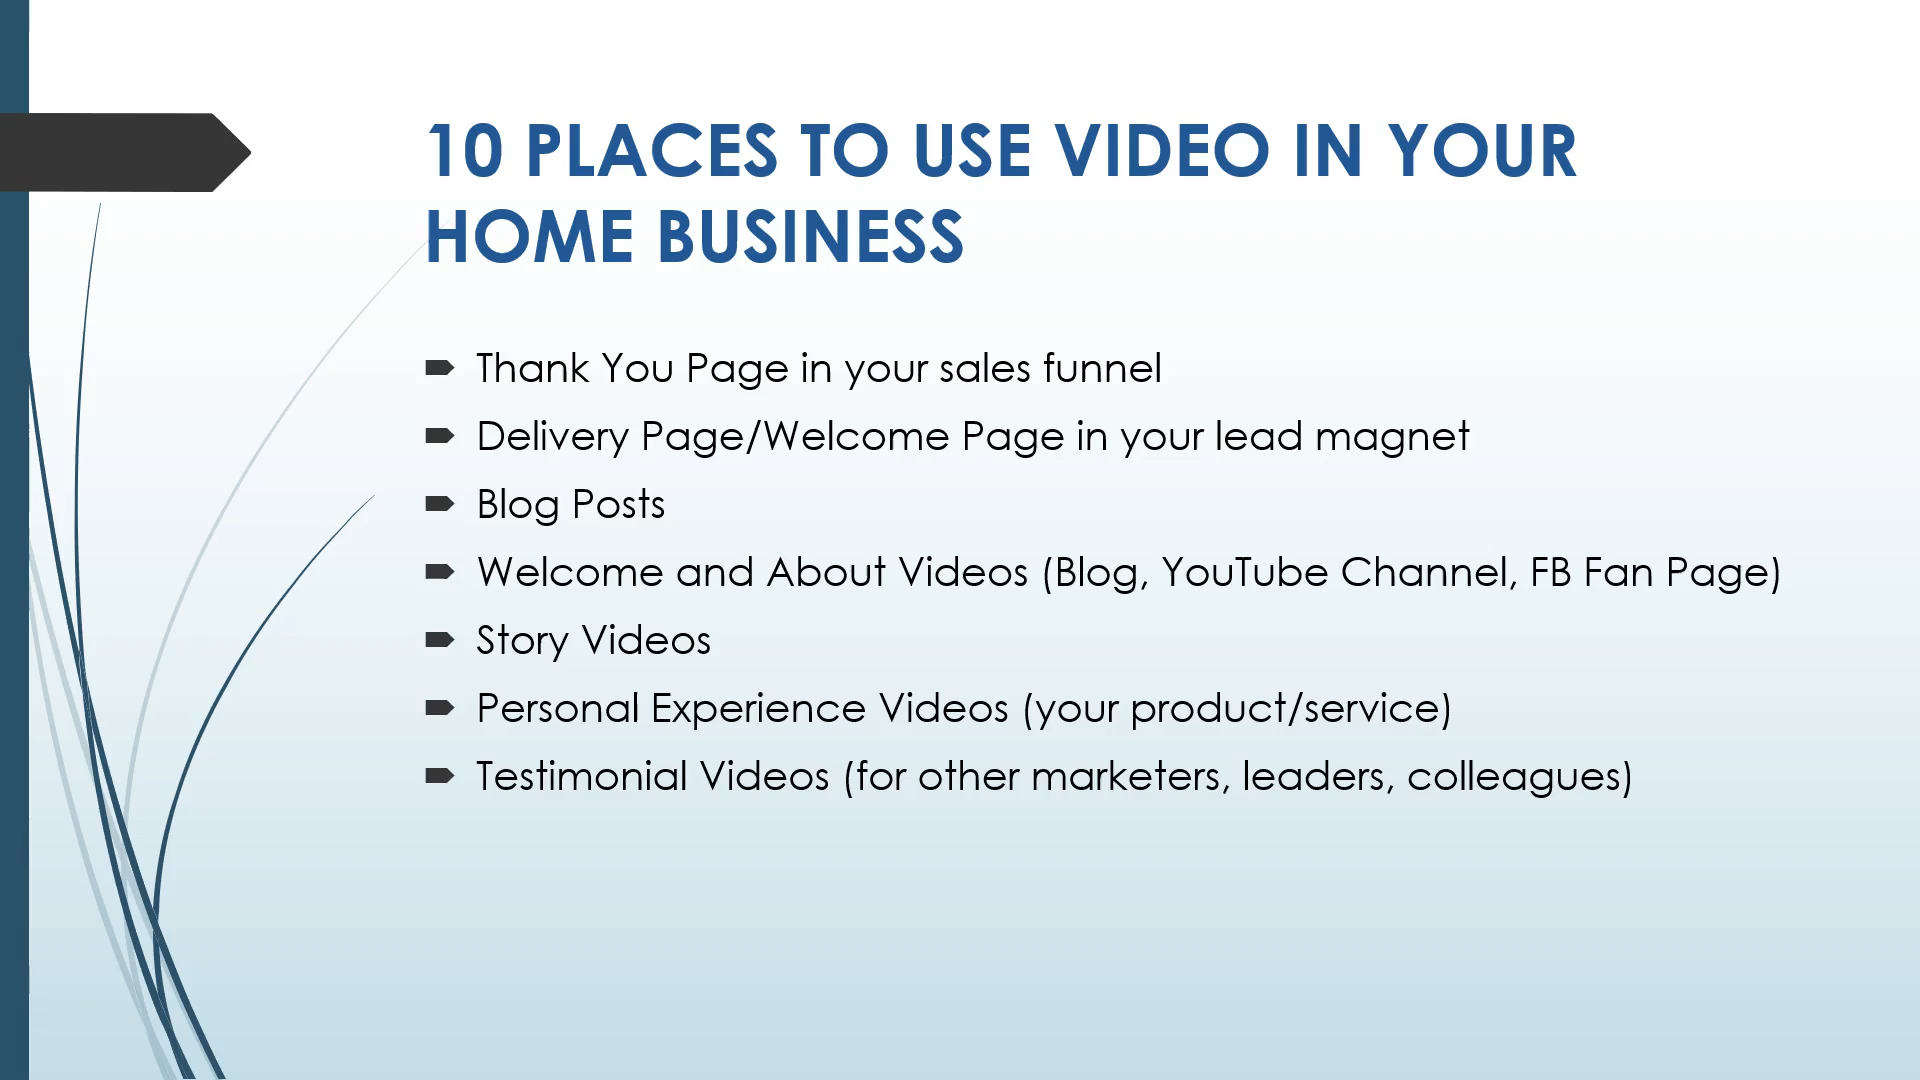 10 PLACES TO USE VIDEO IN YOUR
HOME BUSINESS
Thank You Page in your sales funnel
Delivery Page/Welcome Page in your lead magnet
Blog Posts
Welcome and About Videos (Blog, YouTube Channel, FB Fan Page)
Story Videos
Personal Experience Videos (your product/service)
Testimonial Videos (for other marketers, leaders, colleagues)